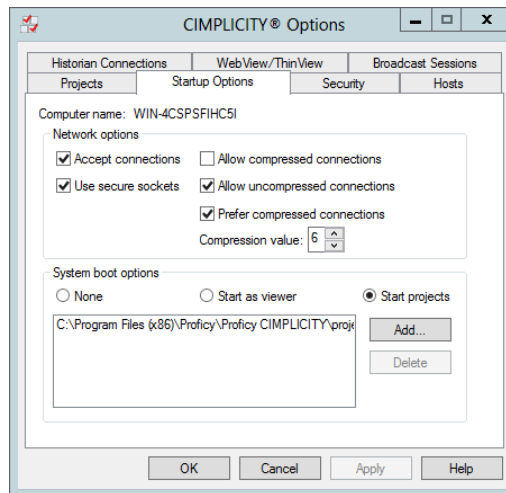 CIMPLICITY® Options
Historian Connections WebView/ThinView Broadcast Sessions
Projects Startup Options Security Hosts
Computer name: WIN-4CSPSFIHC5I
Network options
Accept connections Allow compressed connections
Use secure sockets Allow uncompressed connections
Prefer compressed connections
Compression value: 6
System boot options
None Start as viewer Start projects
C:\Program Files (x86)\Proficy\Proficy CIMPLICITY\proje
Add...
Delete
OK Cancel Apply Help